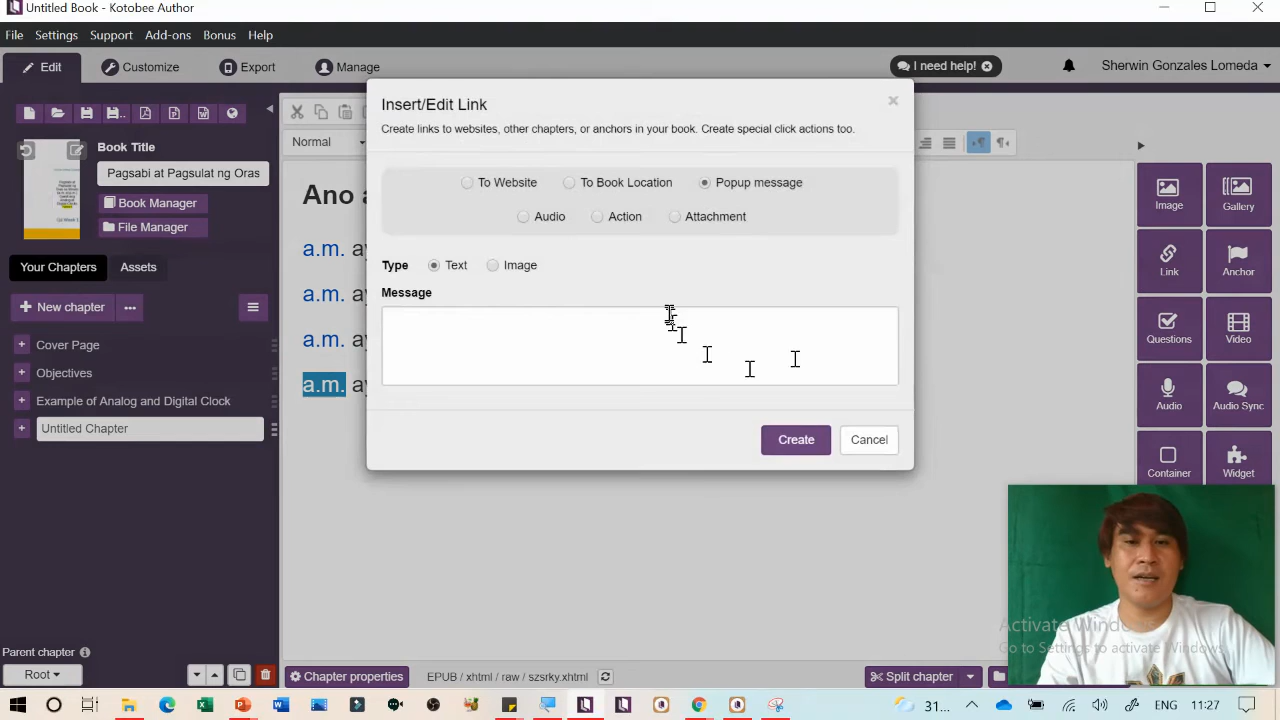 Untitled Book - Kotobee Author
File Settings Support Add-ons Bonus Help
Edit Customize Export Manage I need help! Sherwin Gonzales Lomeda
Book Title
Pagsabi at Pagsulat ng Oras
Book Manager
File Manager
Your Chapters Assets
New chapter
Cover Page
Objectives
Example of Analog and Digital Clock
Untitled Chapter
Parent chapter
Root
Normal
Ano a
a.m. ay
a.m. ay
a.m. ay
a.m. ay
Insert/Edit Link
Create links to websites, other chapters, or anchors in your book. Create special click actions too.
To Website To Book Location Popup message
Audio Action Attachment
Type Text Image
Message
Create Cancel
Image Gallery
Link Anchor
Questions Video
Audio Audio Sync
Container Widget
Activate Windows
Go to Settings to activate Windows.
Chapter properties EPUB / xhtml / raw / szsrky.xhtml Split chapter
31... ENG 11:27